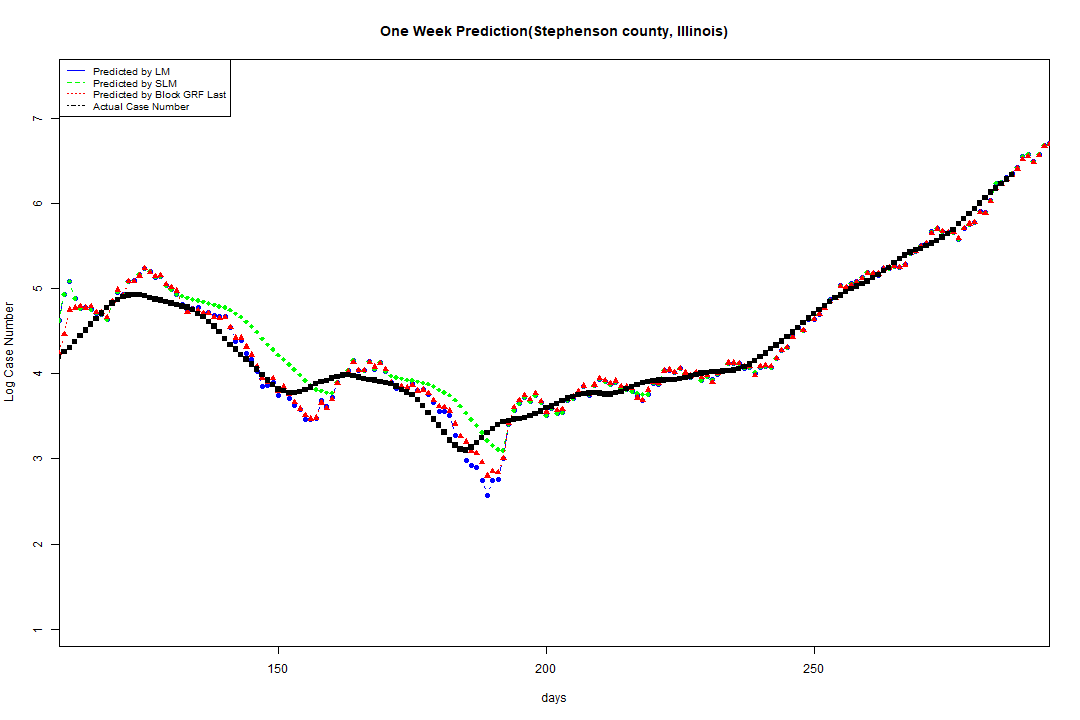 One Week Prediction(Stephenson county, Illinois)
Predicted by LM
Predicted by SLM
Predicted by Block GRF Last
Actual Case Number
7
6
5
4
3
2
1
Log Case Number
150 200 250
days